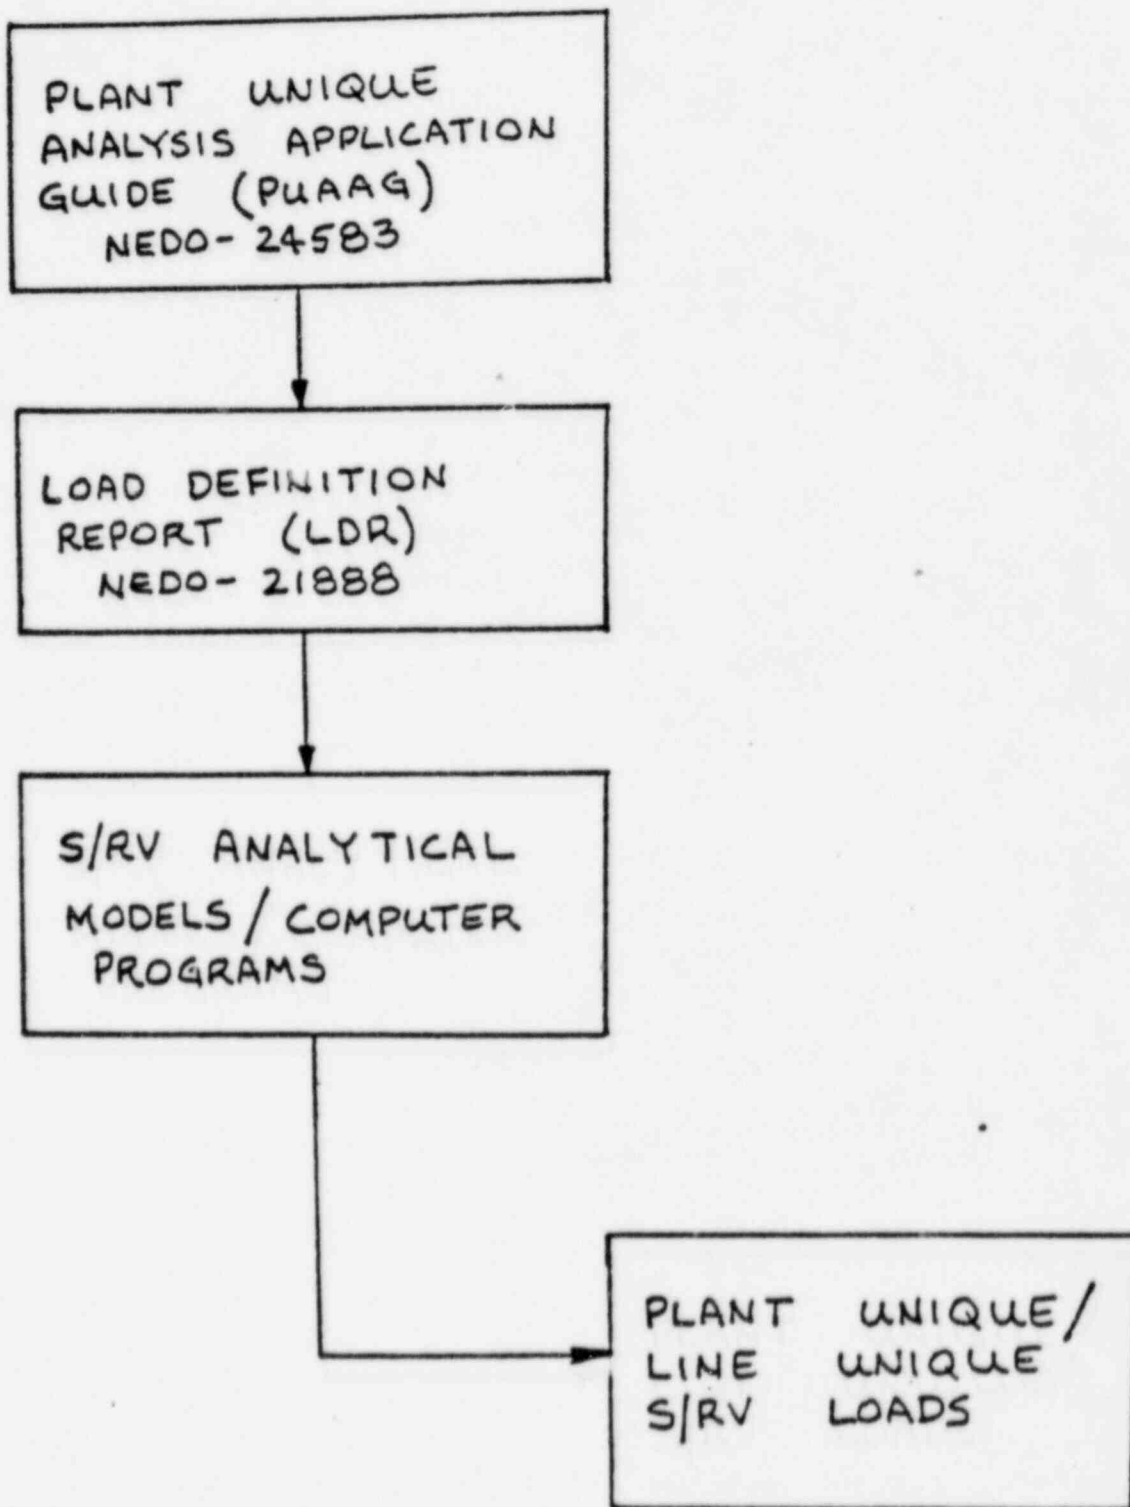 PLANT UNIQUE
ANALYSIS APPLICATION
GUIDE (PUAAG)
NEDO- 24583
LOAD DEFINITION
REPORT (LDR)
NEDO- 21888
S/RV ANALYTICAL
MODELS / COMPUTER
PROGRAMS
PLANT UNIQUE/
LINE UNIQUE
S/RV LOADS